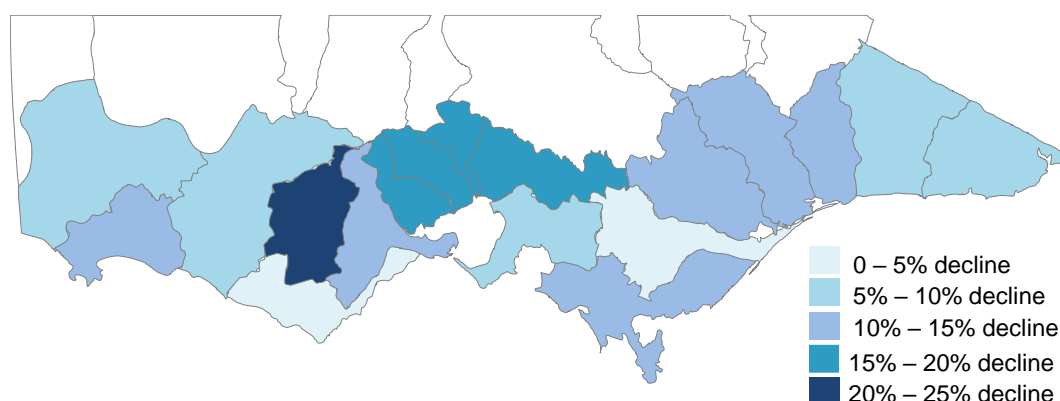 0 – 5% decline
5% – 10% decline
10% – 15% decline
15% – 20% decline
20% – 25% decline